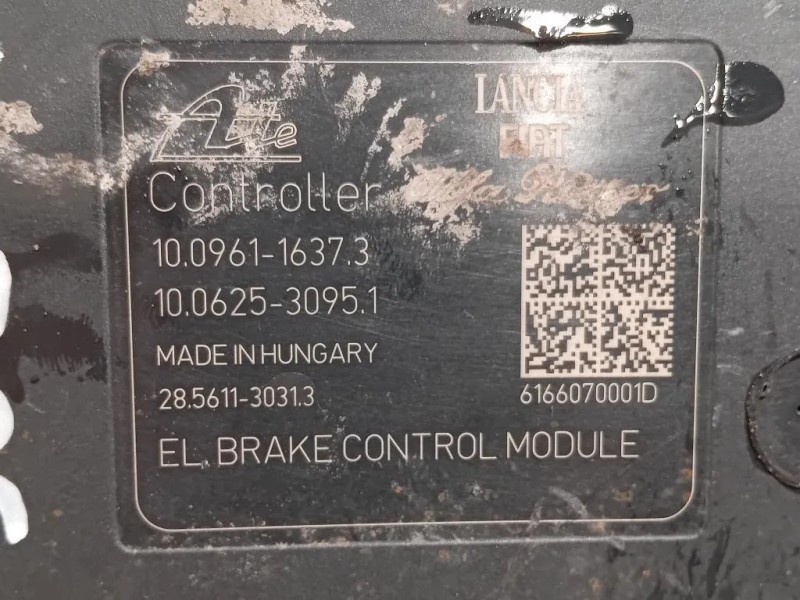 Ate
LANCIA
FIAT
Alfa Romeo
Controller
10.0961-1637.3
10.0625-3095.1
MADE IN HUNGARY
28.5611-3031.3
6166070001D
EL. BRAKE CONTROL MODULE